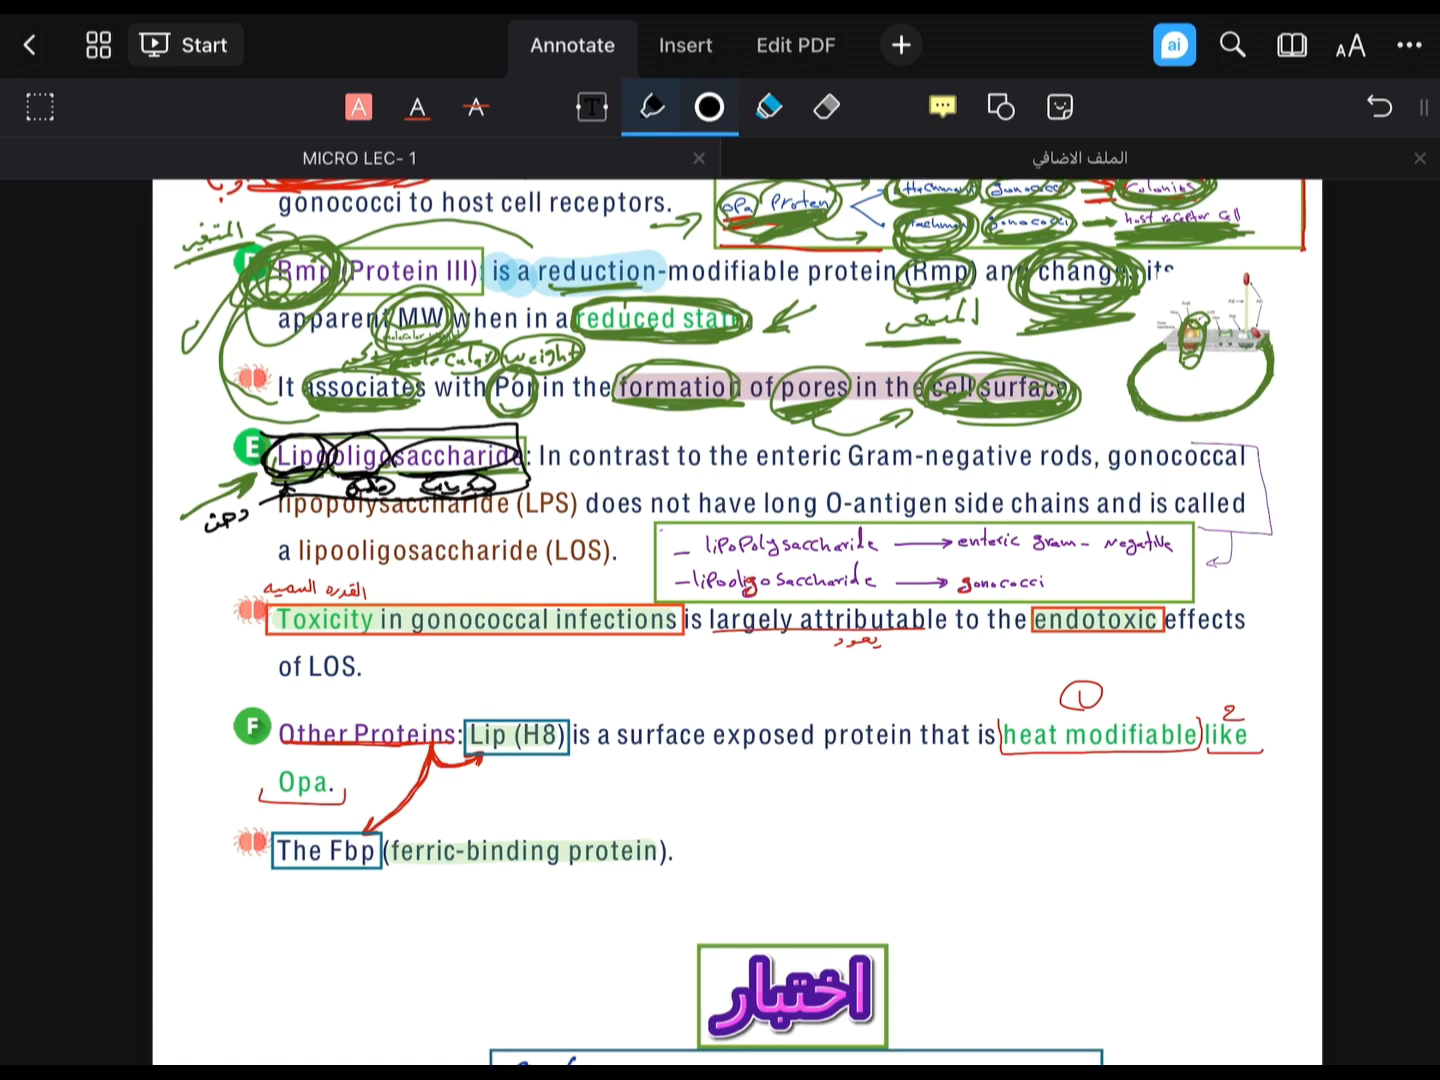 Start
Annotate
Insert
Edit PDF
ai
MICRO LEC- 1
الملف الاضافي
gonococci to host cell receptors.
opa Protein
gonococci
Colonies
gonococci
host receptor cell
المتغير
Rmp (Protein III): is a reduction-modifiable protein (Rmp) and changes its
apparent MW when in a reduced state.
المتغير
weight
It associates with Por in the formation of pores in the cell surface.
E Lipooligosaccharide: In contrast to the enteric Gram-negative rods, gonococcal
lipopolysaccharide (LPS) does not have long O-antigen side chains and is called
a lipooligosaccharide (LOS).
– lipopolysaccharide → enteric gram- Negative
– lipooligosaccharide → gonococci
القدره السميه
Toxicity in gonococcal infections is largely attributable to the endotoxic effects
يعود
of LOS.
1
2
F Other Proteins: Lip (H8) is a surface exposed protein that is heat modifiable like
Opa.
The Fbp (ferric-binding protein).
اختبار